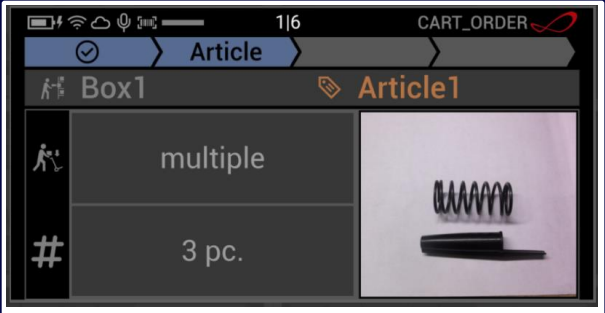 1|6 CART_ORDER
Article
Box1 Article1
multiple
# 3 pc.